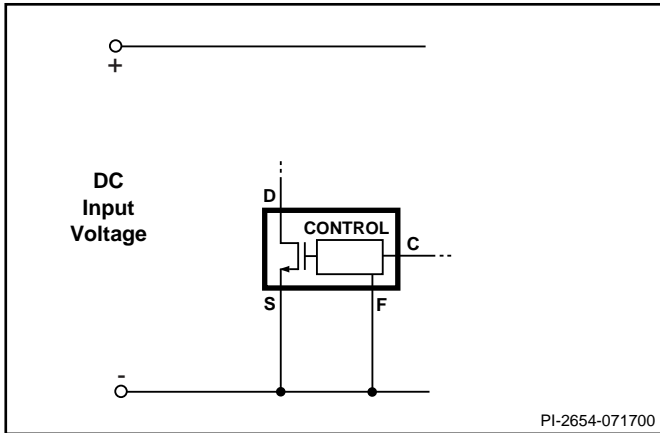 +
D
DC
Input
Voltage
CONTROL
C
S
F
-
PI-2654-071700